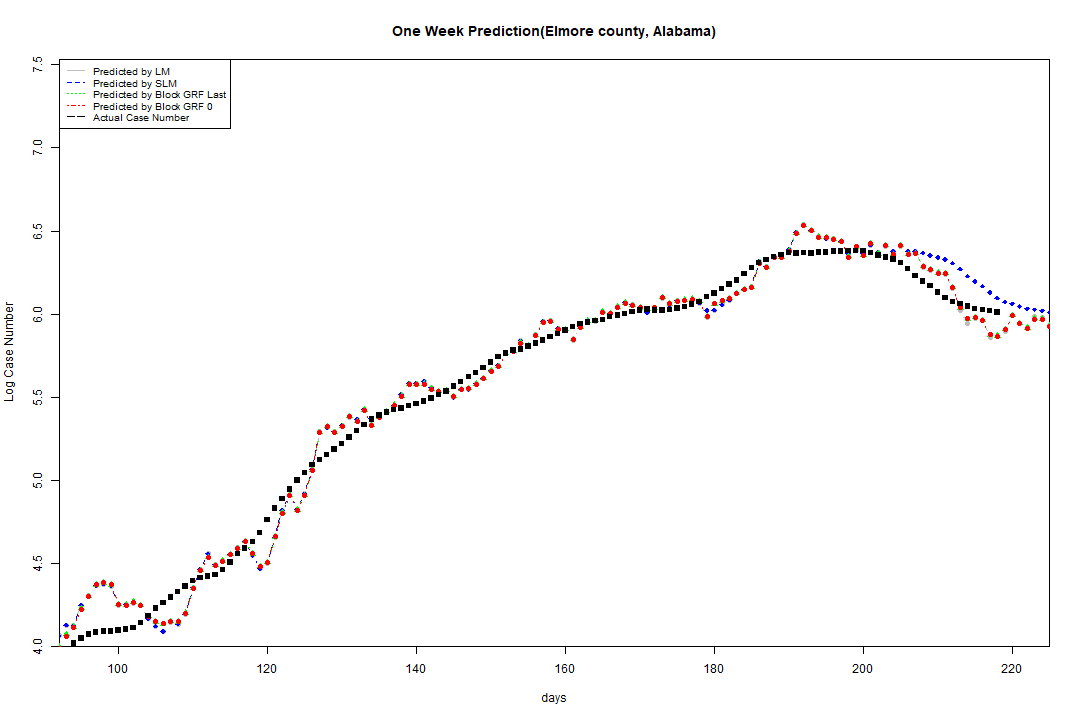 One Week Prediction(Elmore county, Alabama)
7.5
7.0
6.5
6.0
5.5
5.0
4.5
4.0
Log Case Number
Predicted by LM
Predicted by SLM
Predicted by Block GRF Last
Predicted by Block GRF 0
Actual Case Number
100 120 140 160 180 200 220
days